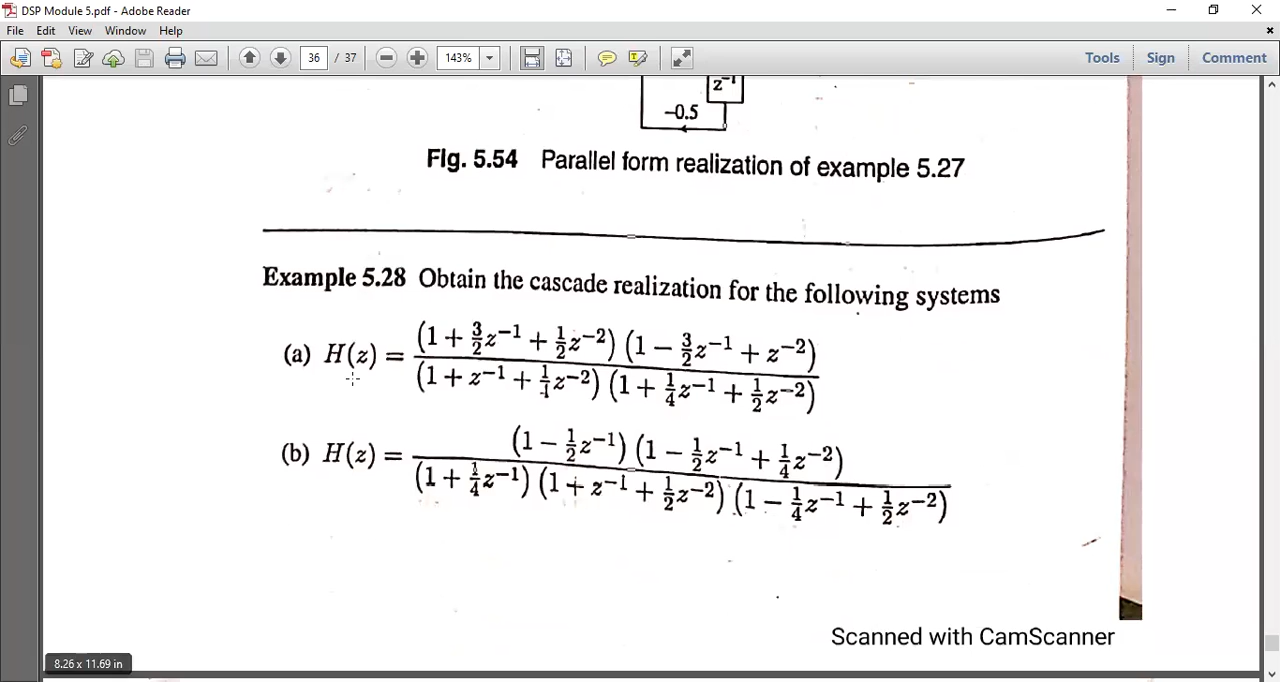 DSP Module 5.pdf - Adobe Reader
File Edit View Window Help
36 / 37 143% Tools Sign Comment
z⁻¹
–0.5
Fig. 5.54 Parallel form realization of example 5.27
Example 5.28 Obtain the cascade realization for the following systems
(a) H(z) = (1 + 3/2 z⁻¹ + 1/2 z⁻²) (1 − 3/2 z⁻¹ + z⁻²) / (1 + z⁻¹ + 1/4 z⁻²) (1 + 1/4 z⁻¹ + 1/2 z⁻²)
(b) H(z) = (1 − 1/2 z⁻¹) (1 − 1/2 z⁻¹ + 1/4 z⁻²) / (1 + 1/4 z⁻¹) (1 + z⁻¹ + 1/2 z⁻²) (1 − 1/4 z⁻¹ + 1/2 z⁻²)
Scanned with CamScanner
8.26 x 11.69 in